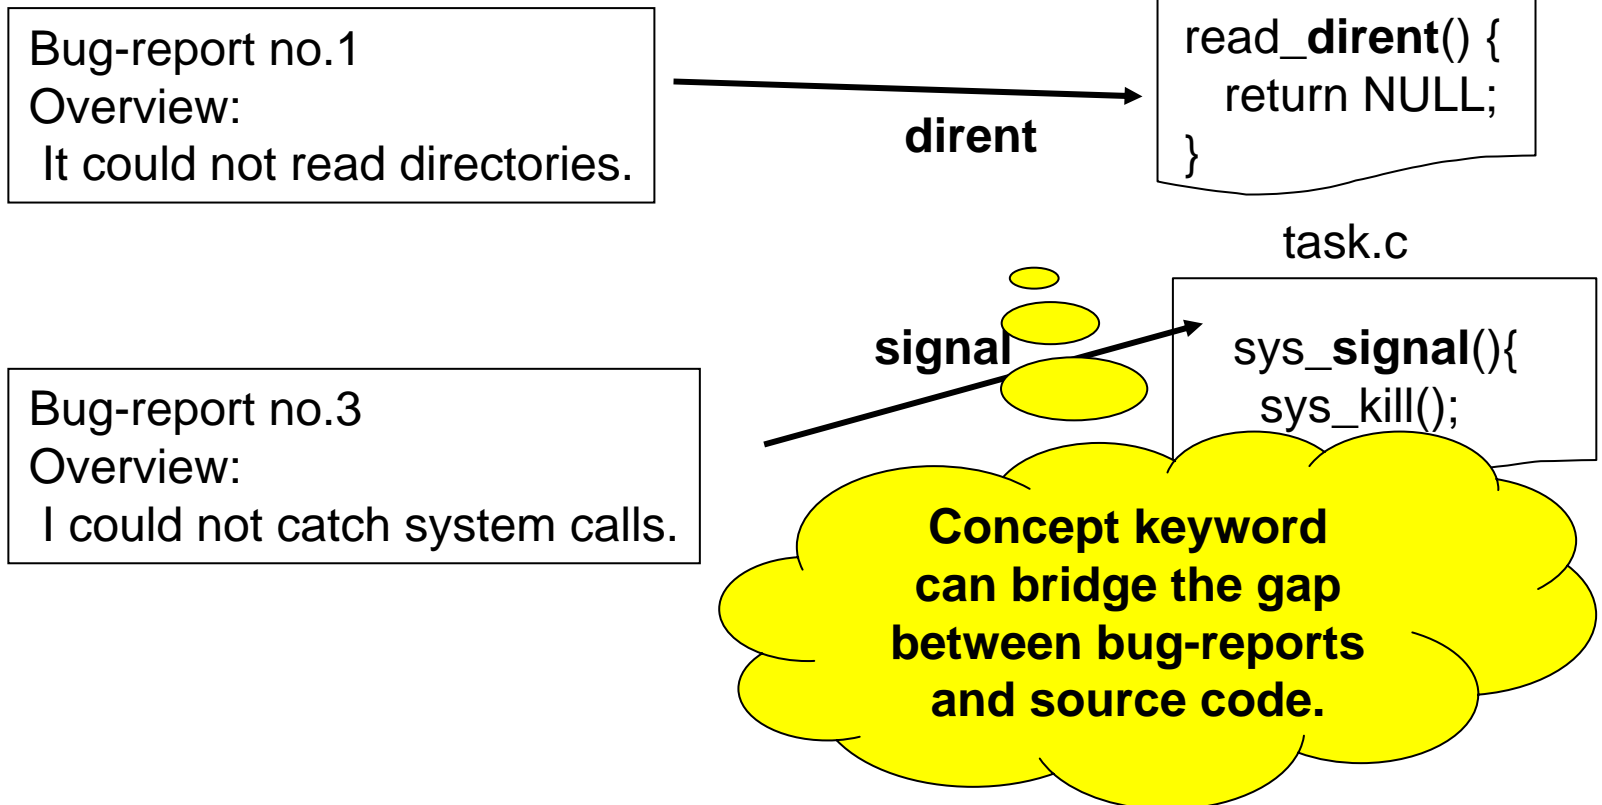 Bug-report no.1
Overview:
It could not read directories.
dirent
read_dirent() {
return NULL;
}
task.c
signal
sys_signal(){
sys_kill();
Bug-report no.3
Overview:
I could not catch system calls.
Concept keyword
can bridge the gap
between bug-reports
and source code.